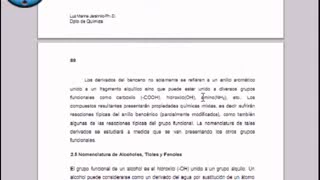 Luz Marina Jaramillo Ph.D.
Dpto de Química
Los derivados del benceno no solamente se refieren a un anillo aromático
unido a un fragmento alquílico sino que puede estar unido a diversos grupos
funcionales como carboxilo (-COOH), hidroxilo(OH), amino(NH₂), etc. Los
compuestos resultantes presentarán propiedades químicas mixtas, es decir sufrirán
reacciones típicas del anillo bencénico (parcialmente modificados), como también
algunas de las reacciones típicas del grupo funcional. La nomenclatura de tales
derivados se estudiará a medida que se van presentando los otros grupos
funcionales.
2.5 Nomenclatura de Alcoholes, Tioles y Fenoles
El grupo funcional de un alcohol es el hidroxilo (-OH) unido a un grupo alquilo. Un
alcohol puede considerarse como un derivado del agua por sustitución de un átomo